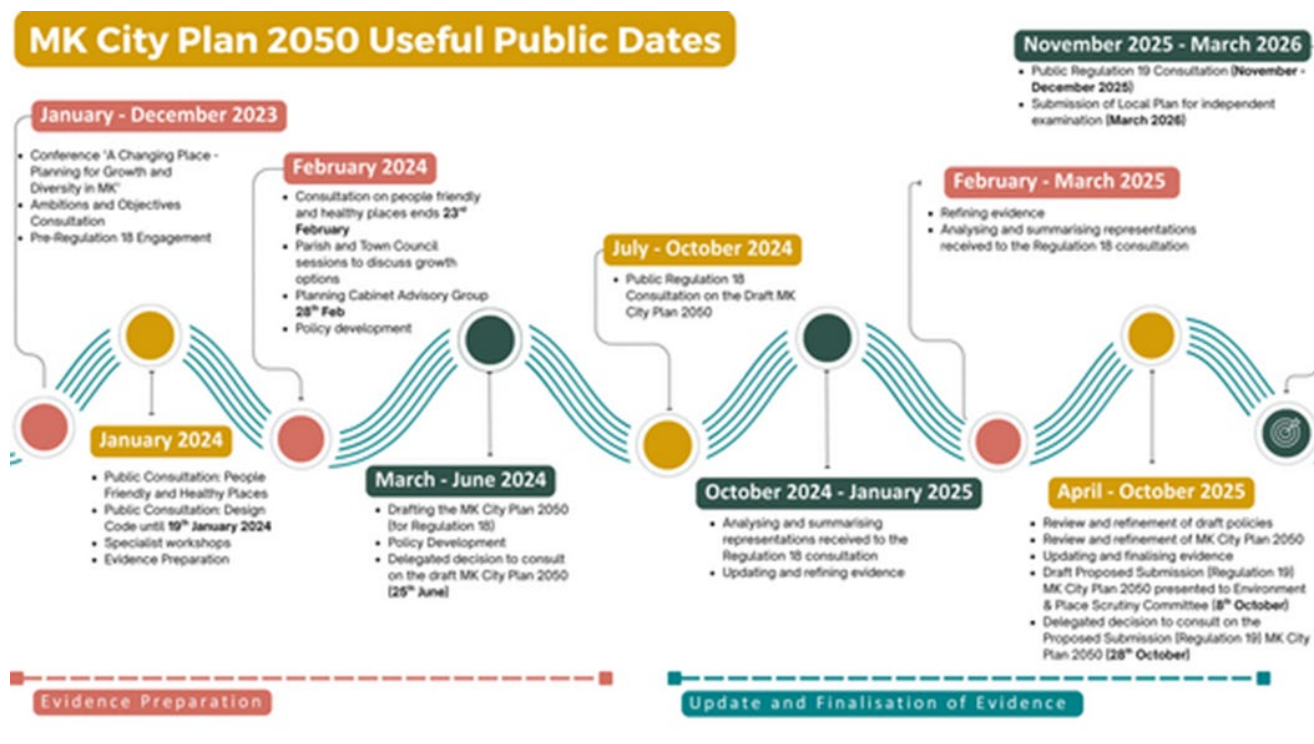 MK City Plan 2050 Useful Public Dates
January - December 2023
• Conference "A Changing Place -
Planning for Growth and
Diversity in MK"
• Ambitions and Objectives
Consultation
• Pre-Regulation 18 Engagement
January 2024
• Public Consultation: People
Friendly and Healthy Places
• Public Consultation: Design
Code until 19th January 2024
• Specialist workshops
• Evidence Preparation
February 2024
• Consultation on people friendly
and healthy places ends 23rd
February
• Parish and Town Council
sessions to discuss growth
options
• Planning Cabinet Advisory Group
28th Feb
• Policy development
March - June 2024
• Drafting the MK City Plan 2050
(for Regulation 18)
• Policy Development
• Delegated decision to consult
on the draft MK City Plan 2050
(25th June)
July - October 2024
• Public Regulation 18
Consultation on the Draft MK
City Plan 2050
October 2024 - January 2025
• Analysing and summarising
representations received to the
Regulation 18 consultation
• Updating and refining evidence
February - March 2025
• Refining evidence
• Analysing and summarising representations
received to the Regulation 18 consultation
April - October 2025
• Review and refinement of draft policies
• Review and refinement of MK City Plan 2050
• Updating and finalising evidence
• Draft Proposed Submission (Regulation 19)
MK City Plan 2050 presented to Environment
& Place Scrutiny Committee (8th October)
• Delegated decision to consult on the
Proposed Submission (Regulation 19) MK City
Plan 2050 (28th October)
November 2025 - March 2026
• Public Regulation 19 Consultation (November -
December 2025)
• Submission of Local Plan for independent
examination (March 2026)
Evidence Preparation
Update and Finalisation of Evidence